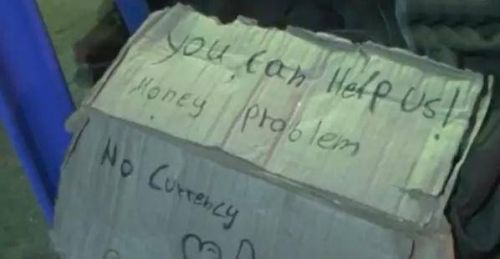 you can Help us!
Money problem
No Currency